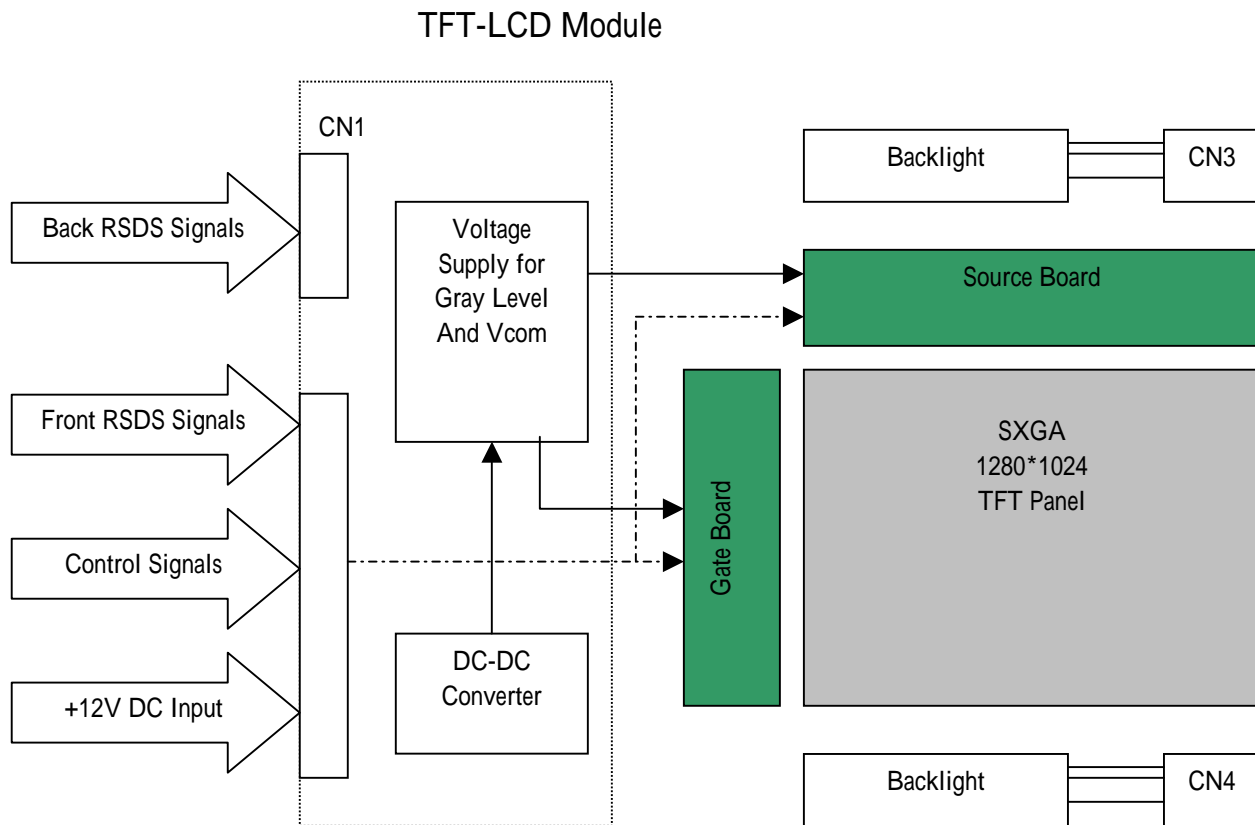 TFT-LCD Module
CN1
Back RSDS Signals
Front RSDS Signals
Control Signals
+12V DC Input
Voltage
Supply for
Gray Level
And Vcom
DC-DC
Converter
Backlight
CN3
Source Board
Gate Board
SXGA
1280*1024
TFT Panel
Backlight
CN4